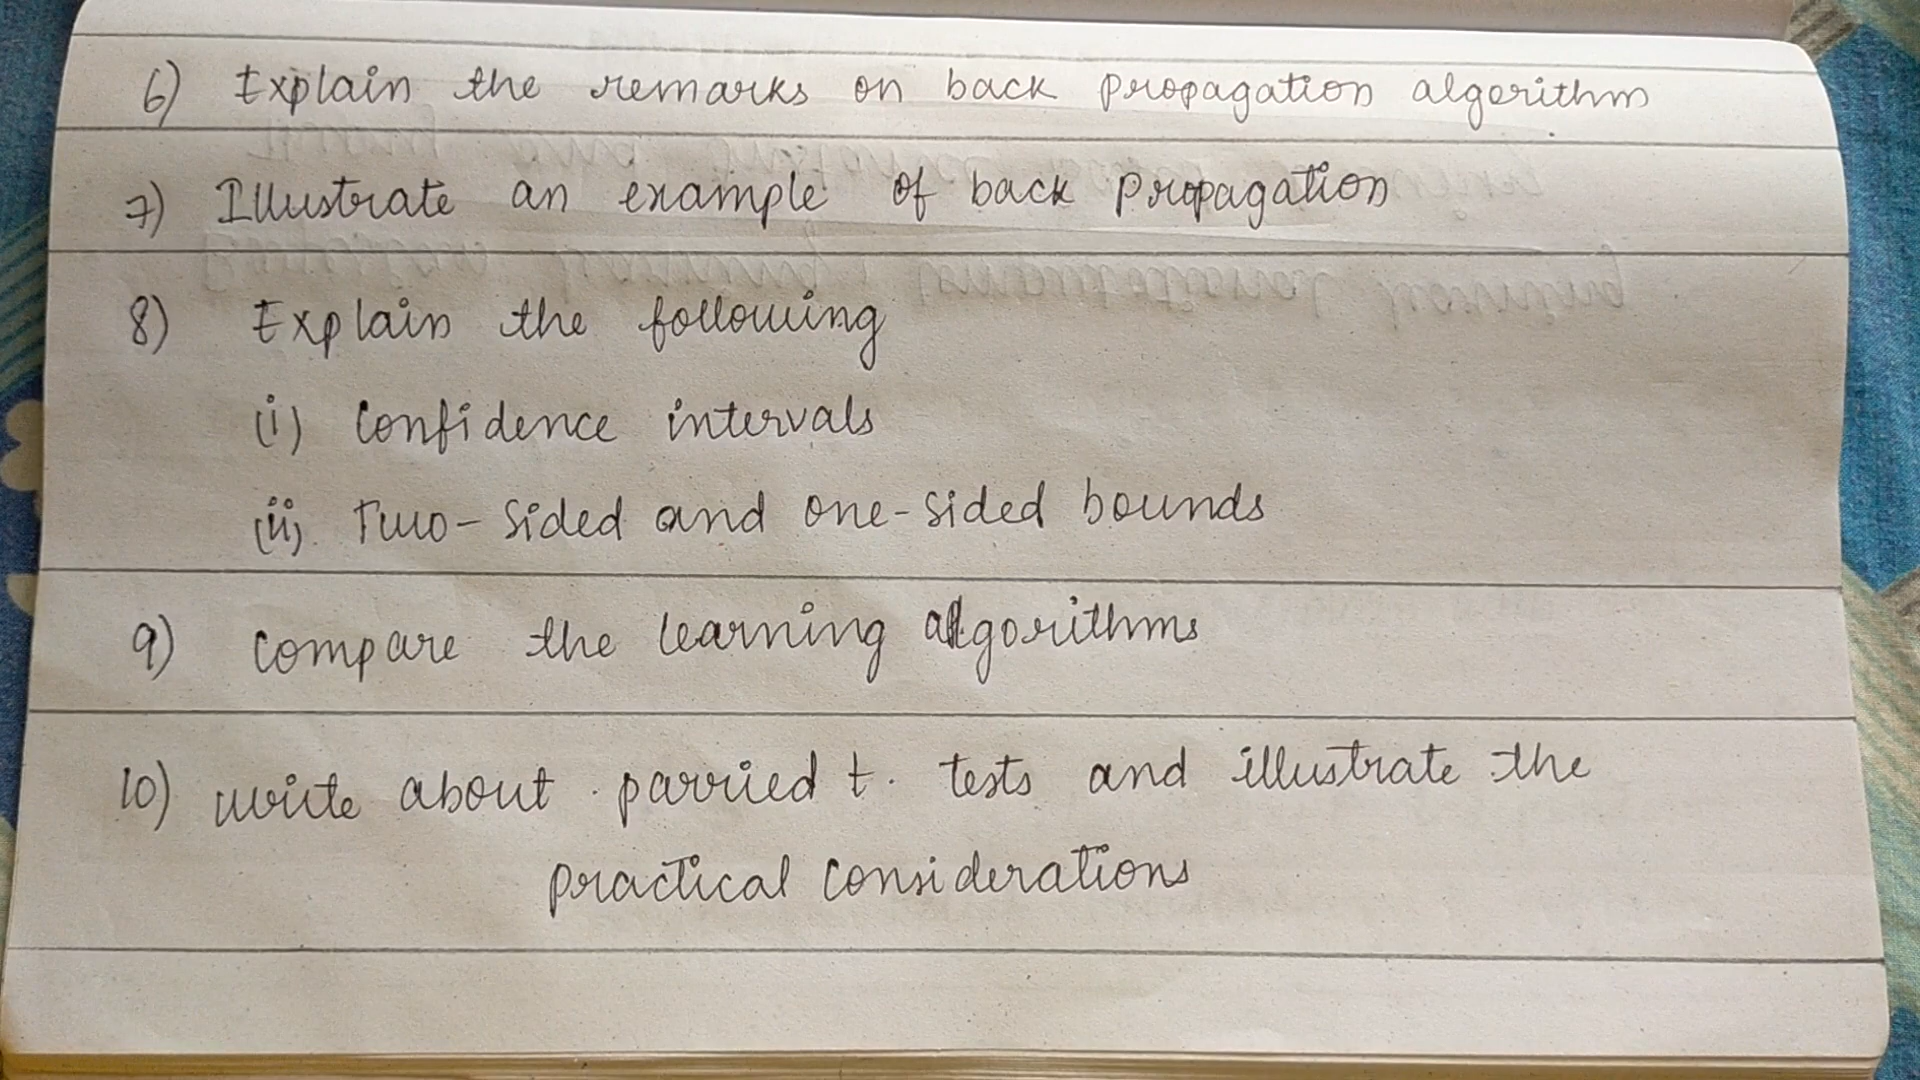 6) Explain the remarks on back propagation algorithm
7) Illustrate an example of back propagation
8) Explain the following
(i) Confidence intervals
(ii). Two-Sided and one-sided bounds
9) Compare the learning algorithms
10) write about parried t. tests and illustrate the
practical considerations